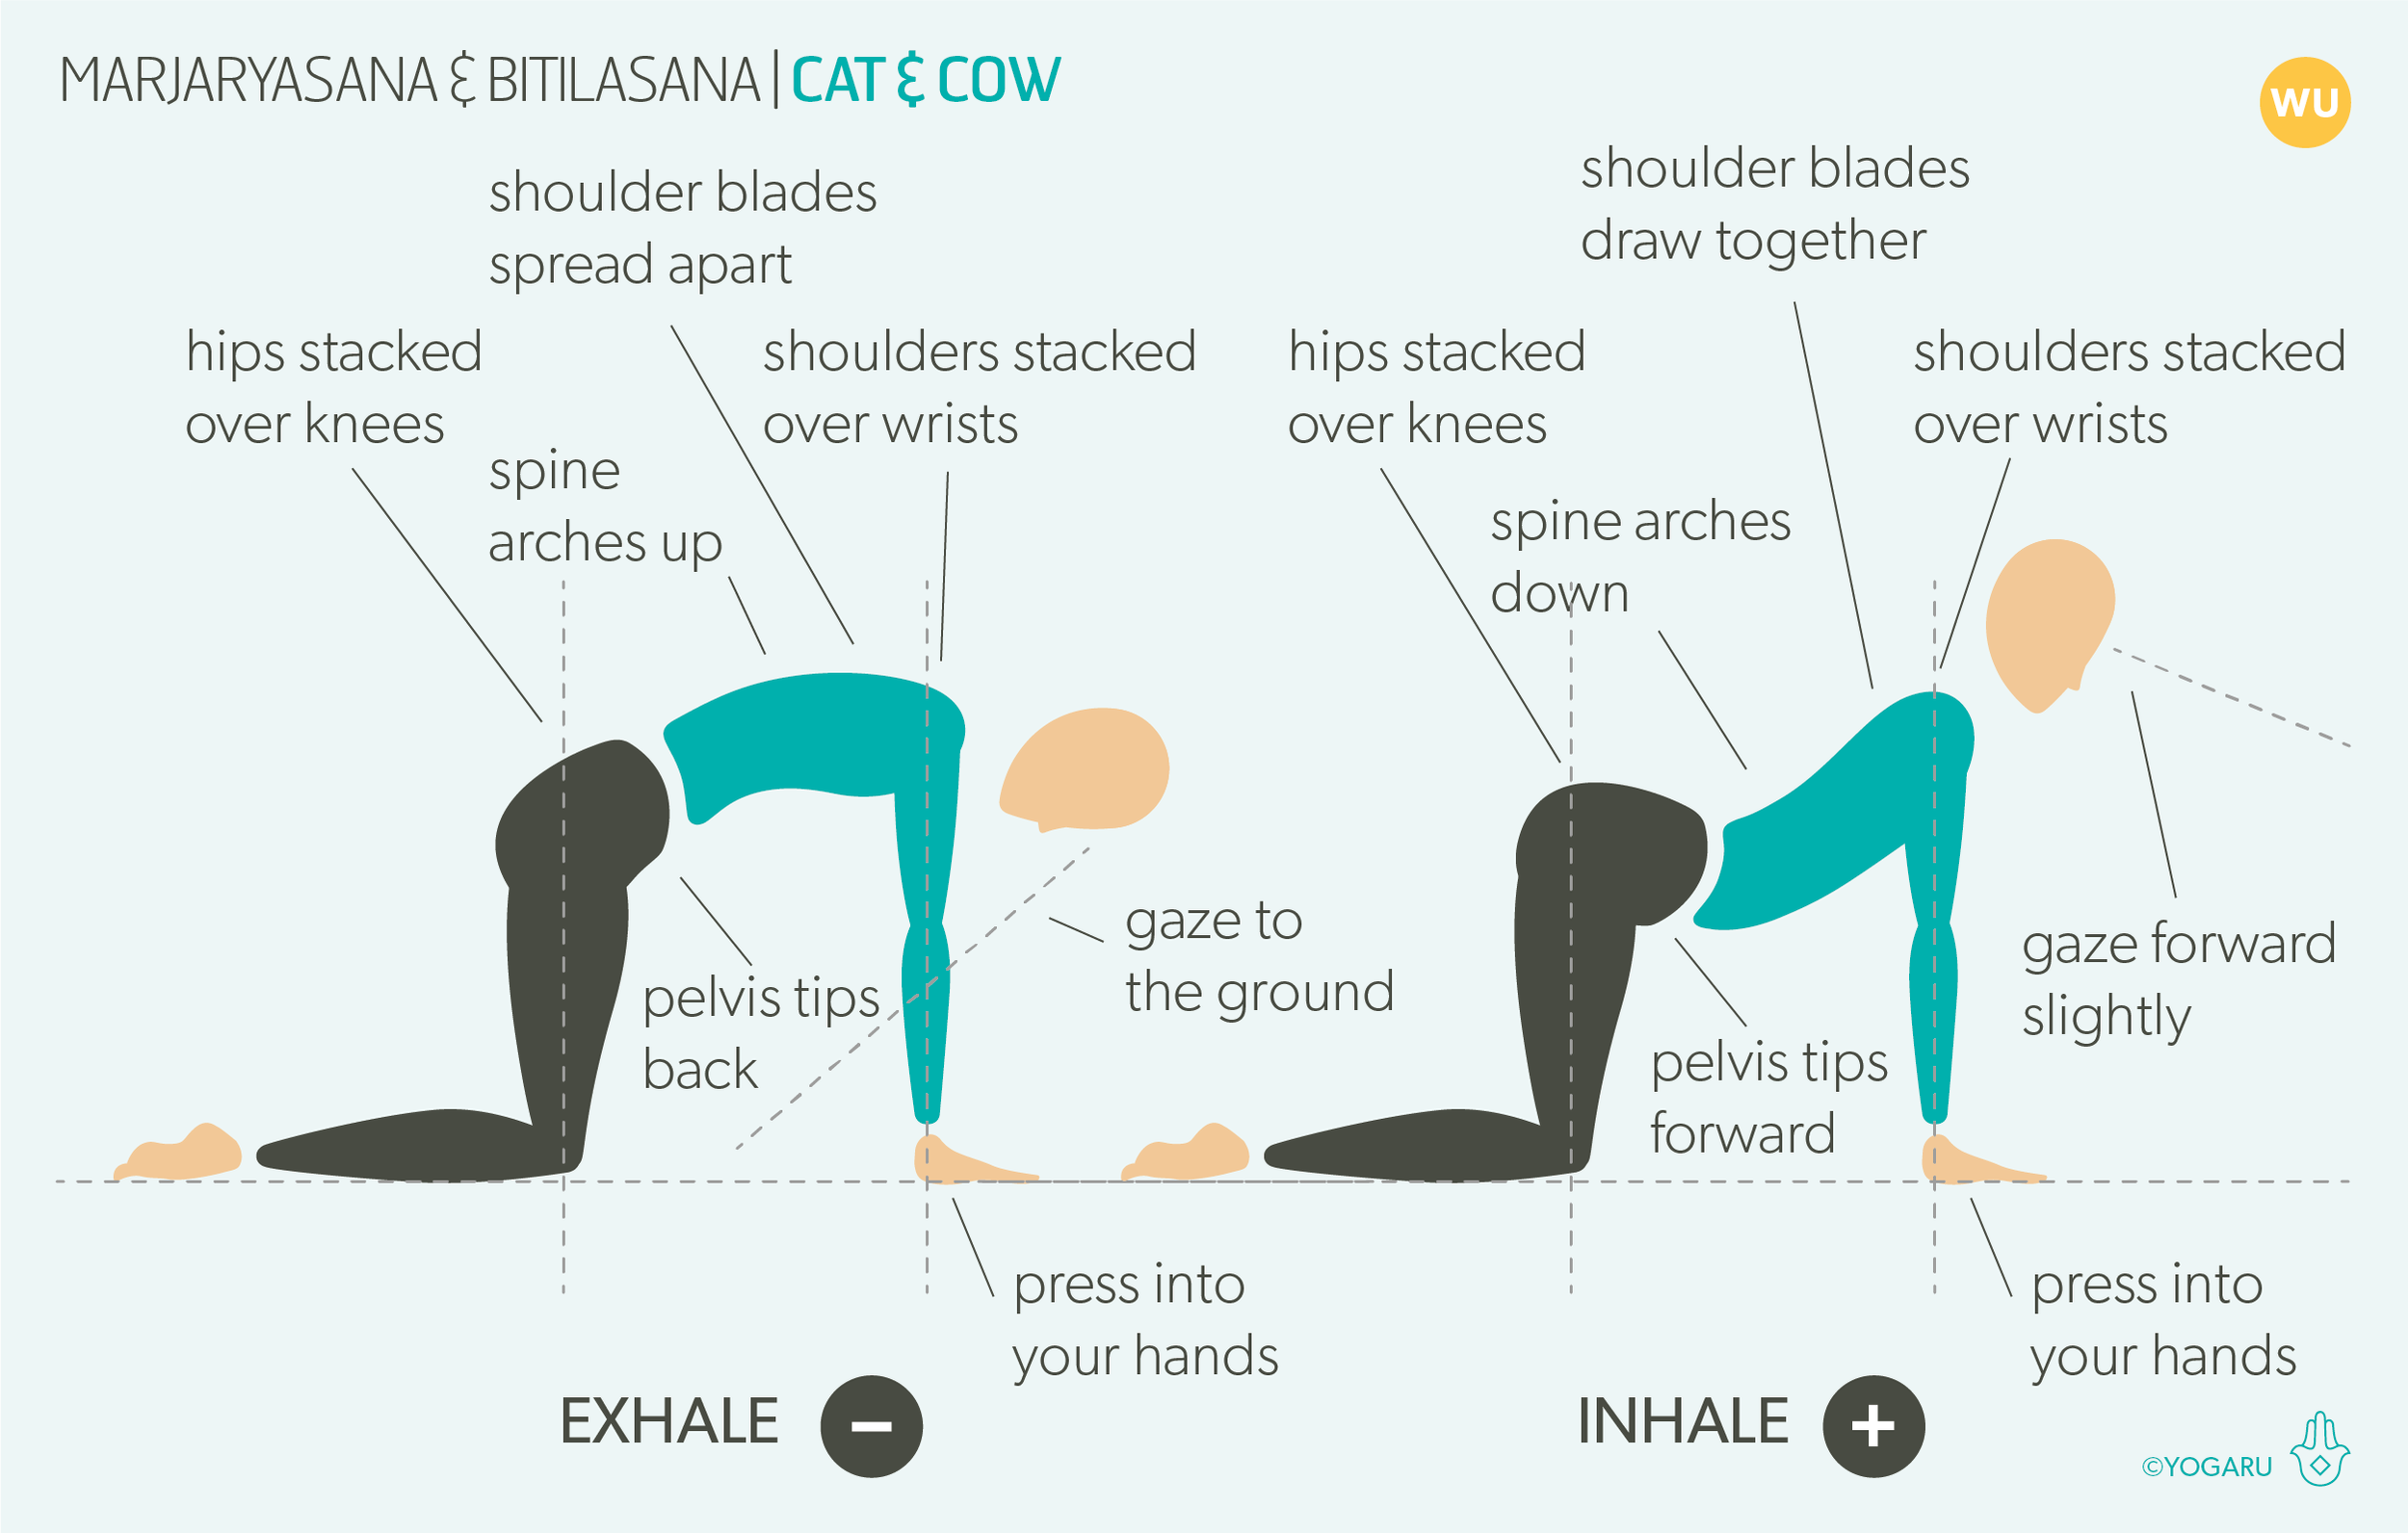 MARJARYASANA & BITILASANA | CAT & COW
WU
shoulder blades
spread apart
hips stacked
over knees
spine
arches up
shoulders stacked
over wrists
pelvis tips
back
gaze to
the ground
press into
your hands
EXHALE −
shoulder blades
draw together
hips stacked
over knees
spine arches
down
shoulders stacked
over wrists
gaze forward
slightly
pelvis tips
forward
press into
your hands
INHALE +
©YOGARU